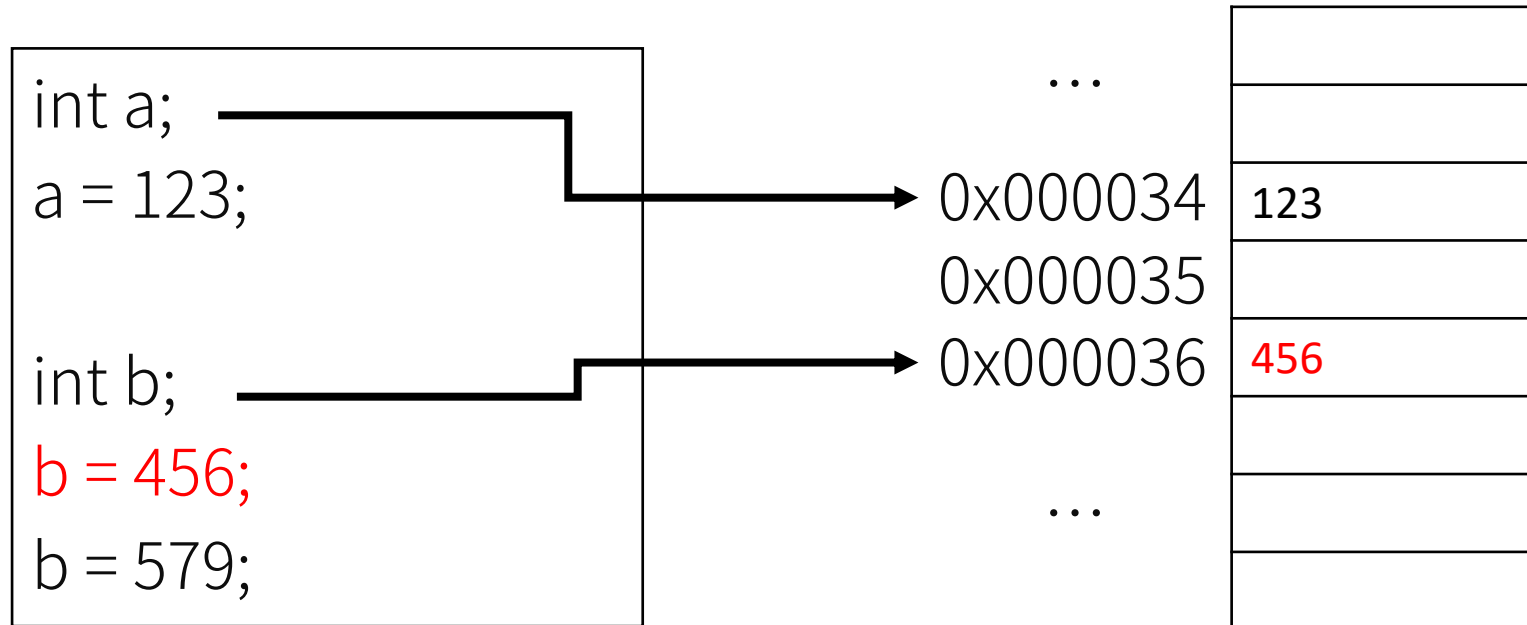 int a;
a = 123;
int b;
b = 456;
b = 579;
...
0x000034 123
0x000035
0x000036 456
...